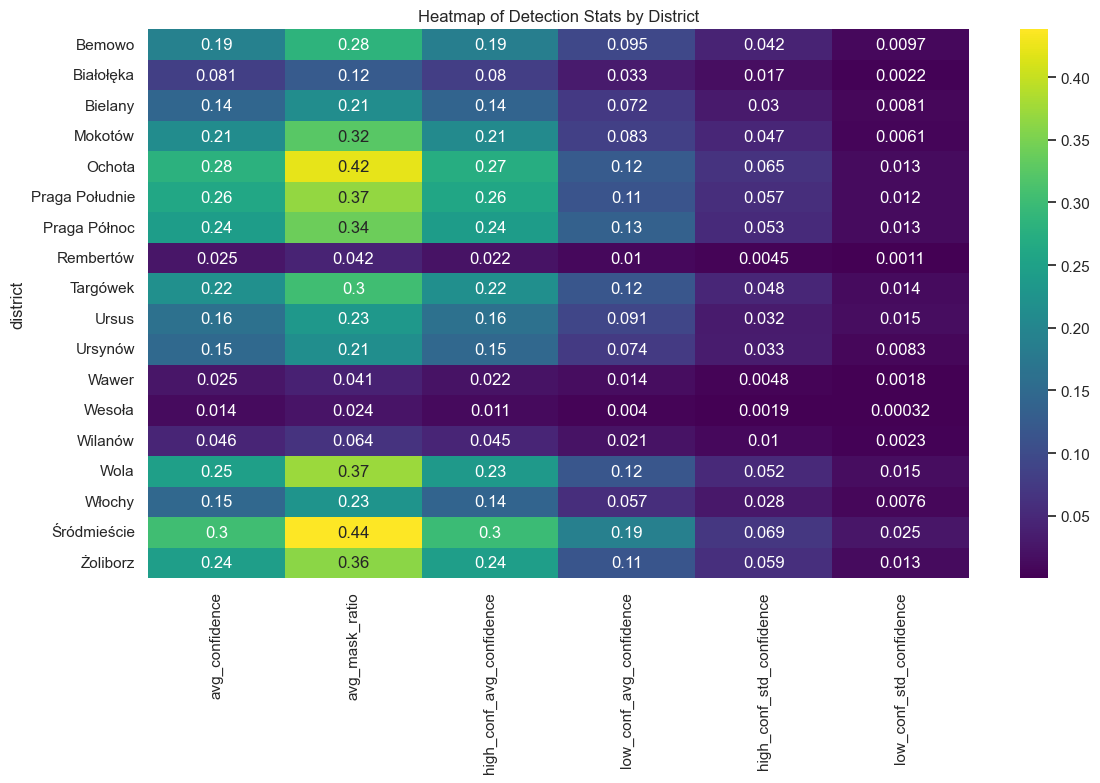 Heatmap of Detection Stats by District
district
Bemowo 0.19 0.28 0.19 0.095 0.042 0.0097
Białołęka 0.081 0.12 0.08 0.033 0.017 0.0022
Bielany 0.14 0.21 0.14 0.072 0.03 0.0081
Mokotów 0.21 0.32 0.21 0.083 0.047 0.0061
Ochota 0.28 0.42 0.27 0.12 0.065 0.013
Praga Południe 0.26 0.37 0.26 0.11 0.057 0.012
Praga Północ 0.24 0.34 0.24 0.13 0.053 0.013
Rembertów 0.025 0.042 0.022 0.01 0.0045 0.0011
Targówek 0.22 0.3 0.22 0.12 0.048 0.014
Ursus 0.16 0.23 0.16 0.091 0.032 0.015
Ursynów 0.15 0.21 0.15 0.074 0.033 0.0083
Wawer 0.025 0.041 0.022 0.014 0.0048 0.0018
Wesoła 0.014 0.024 0.011 0.004 0.0019 0.00032
Wilanów 0.046 0.064 0.045 0.021 0.01 0.0023
Wola 0.25 0.37 0.23 0.12 0.052 0.015
Włochy 0.15 0.23 0.14 0.057 0.028 0.0076
Śródmieście 0.3 0.44 0.3 0.19 0.069 0.025
Żoliborz 0.24 0.36 0.24 0.11 0.059 0.013
avg_confidence
avg_mask_ratio
high_conf_avg_confidence
low_conf_avg_confidence
high_conf_std_confidence
low_conf_std_confidence
0.40
0.35
0.30
0.25
0.20
0.15
0.10
0.05